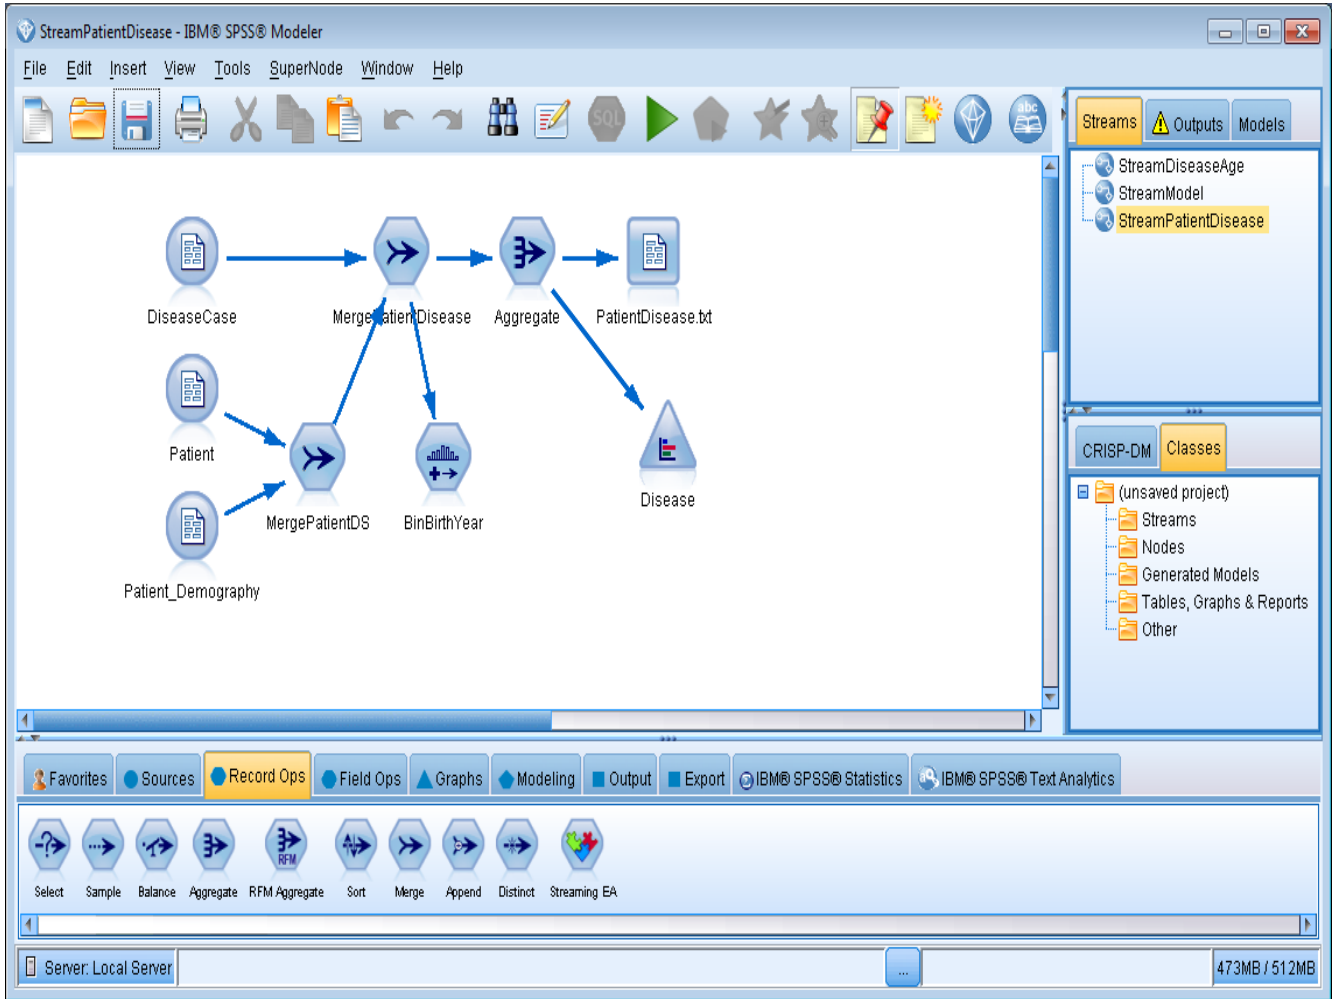 StreamPatientDisease - IBM® SPSS® Modeler
File Edit Insert View Tools SuperNode Window Help
SQL
abc
Streams Outputs Models
StreamDiseaseAge
StreamModel
StreamPatientDisease
DiseaseCase
MergePatientDisease
Aggregate
PatientDisease.txt
Patient
MergePatientDS
BinBirthYear
Disease
Patient_Demography
CRISP-DM Classes
(unsaved project)
Streams
Nodes
Generated Models
Tables, Graphs & Reports
Other
Favorites Sources Record Ops Field Ops Graphs Modeling Output Export IBM® SPSS® Statistics IBM® SPSS® Text Analytics
RFM
Select Sample Balance Aggregate RFM Aggregate Sort Merge Append Distinct Streaming EA
Server: Local Server ... 473MB / 512MB